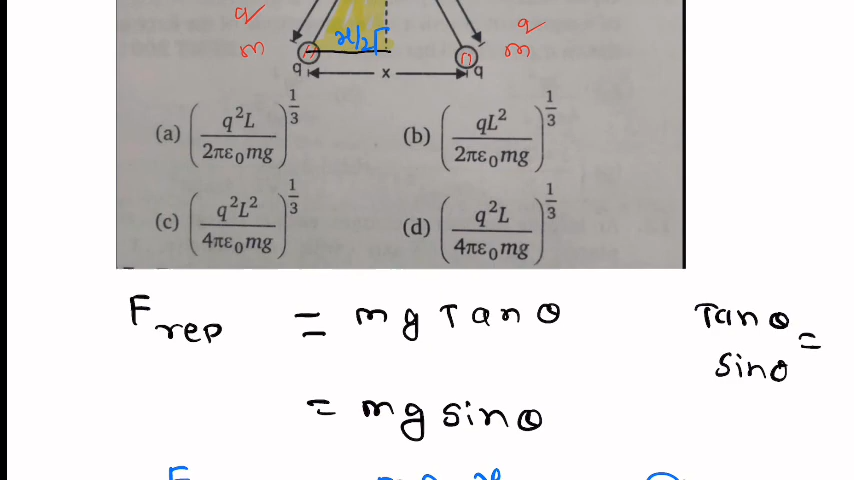 q q
m x/2 m
q x q
(a) (q²L / 2πε₀mg)^(1/3) (b) (qL² / 2πε₀mg)^(1/3)
(c) (q²L² / 4πε₀mg)^(1/3) (d) (q²L / 4πε₀mg)^(1/3)
F rep = mg Tanθ Tanθ =
Sinθ
= mg sinθ